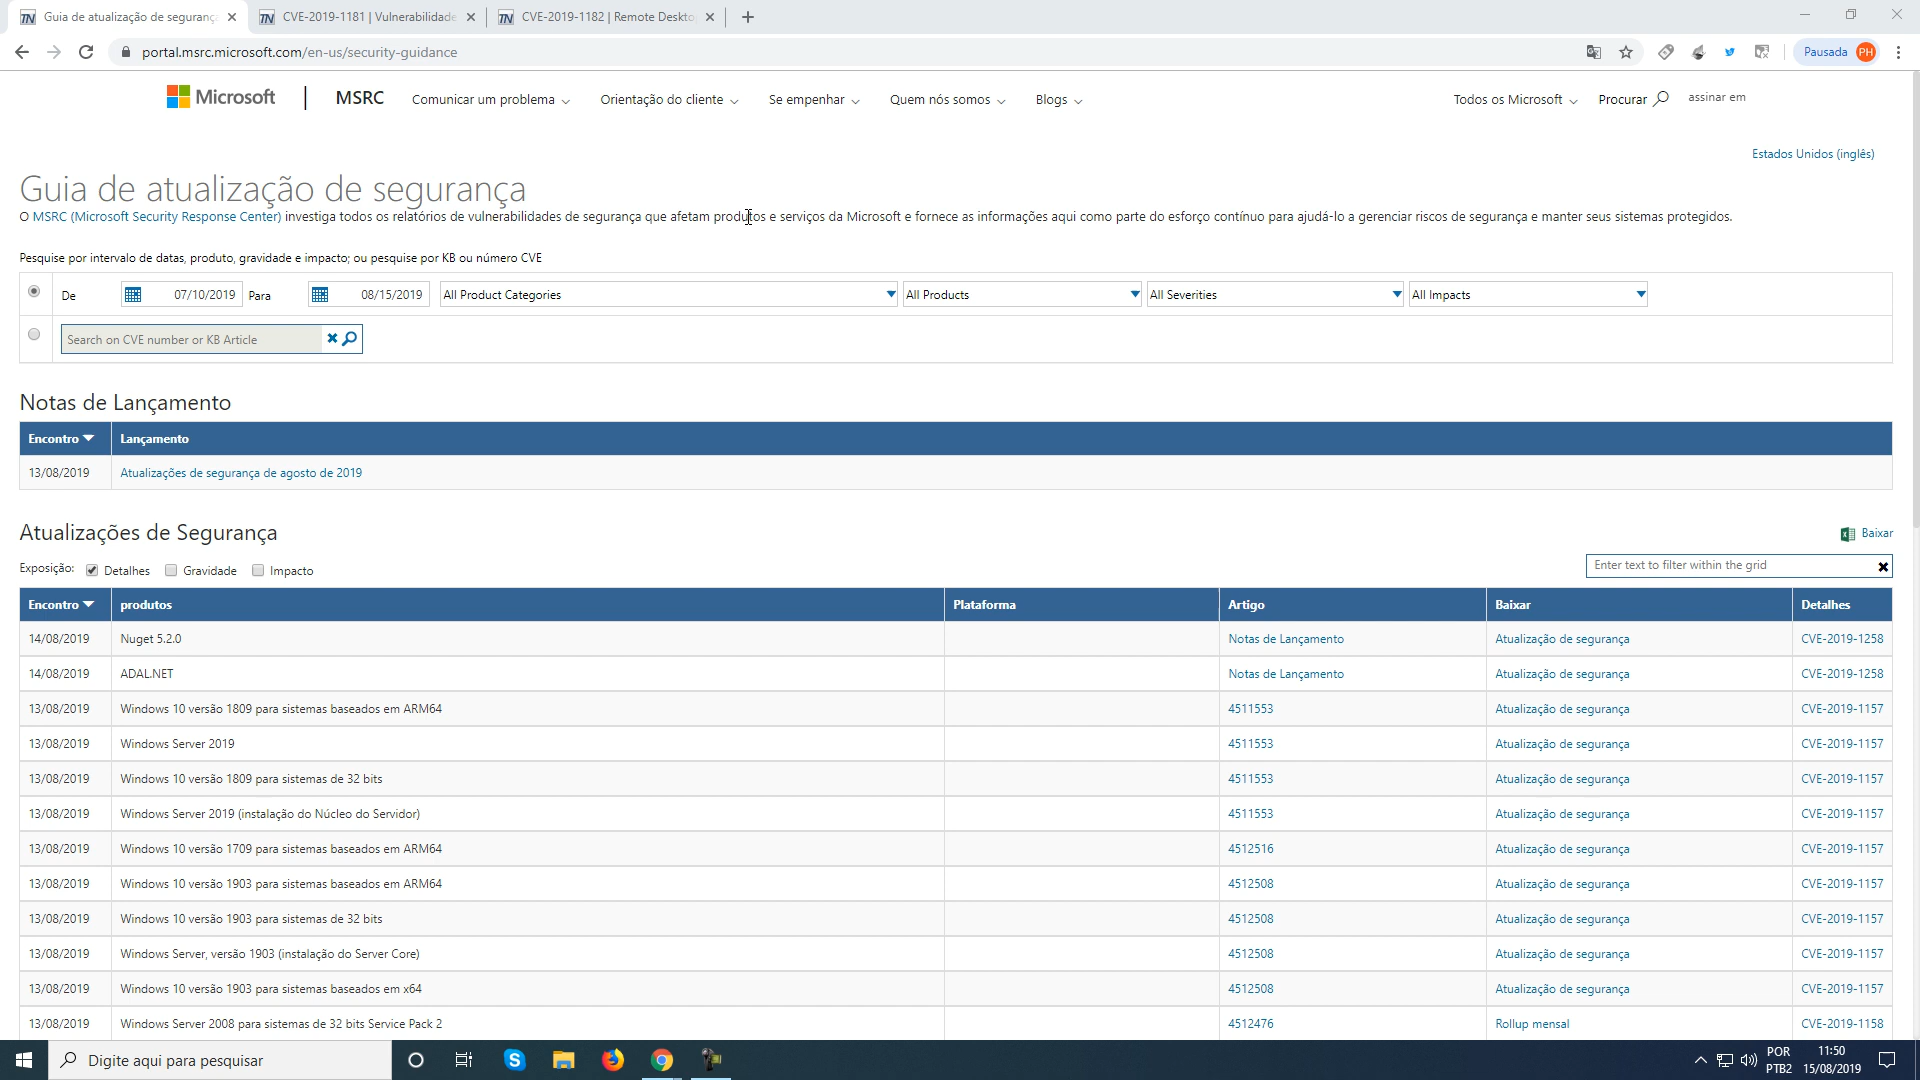 Guia de atualização de segurança
CVE-2019-1181 | Vulnerabilidade
CVE-2019-1182 | Remote Deskto
portal.msrc.microsoft.com/en-us/security-guidance
Pausada PH
Microsoft
MSRC
Comunicar um problema
Orientação do cliente
Se empenhar
Quem nós somos
Blogs
Todos os Microsoft
Procurar
assinar em
Estados Unidos (inglês)
Guia de atualização de segurança
O MSRC (Microsoft Security Response Center) investiga todos os relatórios de vulnerabilidades de segurança que afetam produtos e serviços da Microsoft e fornece as informações aqui como parte do esforço contínuo para ajudá-lo a gerenciar riscos de segurança e manter seus sistemas protegidos.
Pesquise por intervalo de datas, produto, gravidade e impacto; ou pesquise por KB ou número CVE
De 07/10/2019 Para 08/15/2019 All Product Categories All Products All Severities All Impacts
Search on CVE number or KB Article
Notas de Lançamento
Encontro Lançamento
13/08/2019 Atualizações de segurança de agosto de 2019
Atualizações de Segurança
Baixar
Exposição: Detalhes Gravidade Impacto
Enter text to filter within the grid
Encontro produtos Plataforma Artigo Baixar Detalhes
14/08/2019 Nuget 5.2.0 Notas de Lançamento Atualização de segurança CVE-2019-1258
14/08/2019 ADAL.NET Notas de Lançamento Atualização de segurança CVE-2019-1258
13/08/2019 Windows 10 versão 1809 para sistemas baseados em ARM64 4511553 Atualização de segurança CVE-2019-1157
13/08/2019 Windows Server 2019 4511553 Atualização de segurança CVE-2019-1157
13/08/2019 Windows 10 versão 1809 para sistemas de 32 bits 4511553 Atualização de segurança CVE-2019-1157
13/08/2019 Windows Server 2019 (instalação do Núcleo do Servidor) 4511553 Atualização de segurança CVE-2019-1157
13/08/2019 Windows 10 versão 1709 para sistemas baseados em ARM64 4512516 Atualização de segurança CVE-2019-1157
13/08/2019 Windows 10 versão 1903 para sistemas baseados em ARM64 4512508 Atualização de segurança CVE-2019-1157
13/08/2019 Windows 10 versão 1903 para sistemas de 32 bits 4512508 Atualização de segurança CVE-2019-1157
13/08/2019 Windows Server, versão 1903 (instalação do Server Core) 4512508 Atualização de segurança CVE-2019-1157
13/08/2019 Windows 10 versão 1903 para sistemas baseados em x64 4512508 Atualização de segurança CVE-2019-1157
13/08/2019 Windows Server 2008 para sistemas de 32 bits Service Pack 2 4512476 Rollup mensal CVE-2019-1158
Digite aqui para pesquisar
POR
PTB2
11:50
15/08/2019